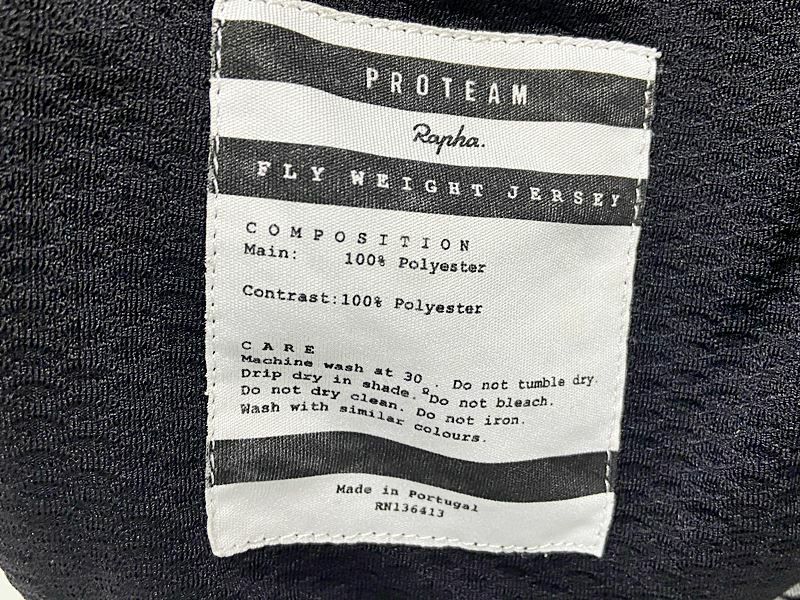 PROTEAM
Rapha.
FLY WEIGHT JERSEY
COMPOSITION
Main: 100% Polyester
Contrast:100% Polyester
CARE
Machine wash at 30º. Do not tumble dry.
Drip dry in shade. Do not bleach.
Do not dry clean. Do not iron.
Wash with similar colours.
Made in Portugal
RN136413